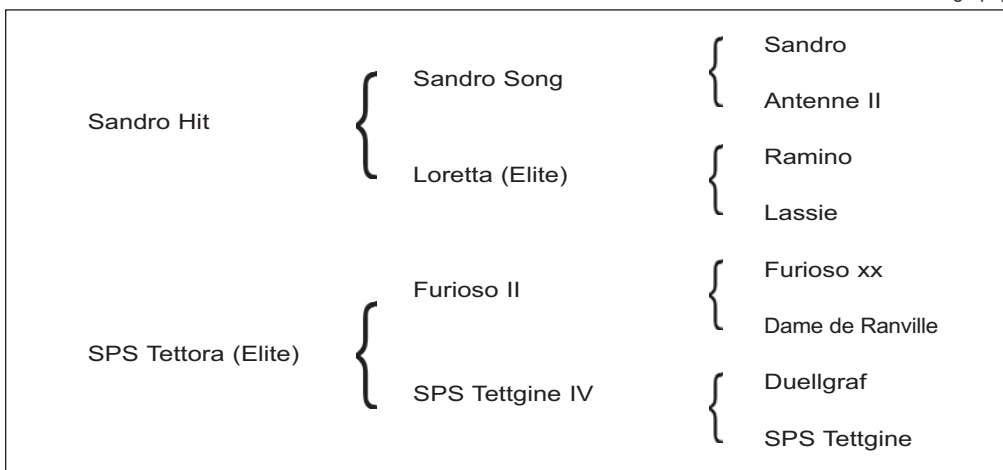 Sandro Hit
Sandro Song
Sandro
Antenne II
Loretta (Elite)
Ramino
Lassie
SPS Tettora (Elite)
Furioso II
Furioso xx
Dame de Ranville
SPS Tettgine IV
Duellgraf
SPS Tettgine